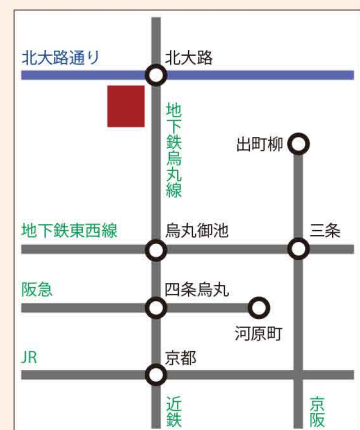 北大路通り
北大路
地下鉄烏丸線
出町柳
地下鉄東西線
烏丸御池
三条
阪急
四条烏丸
河原町
JR
京都
近鉄
京阪